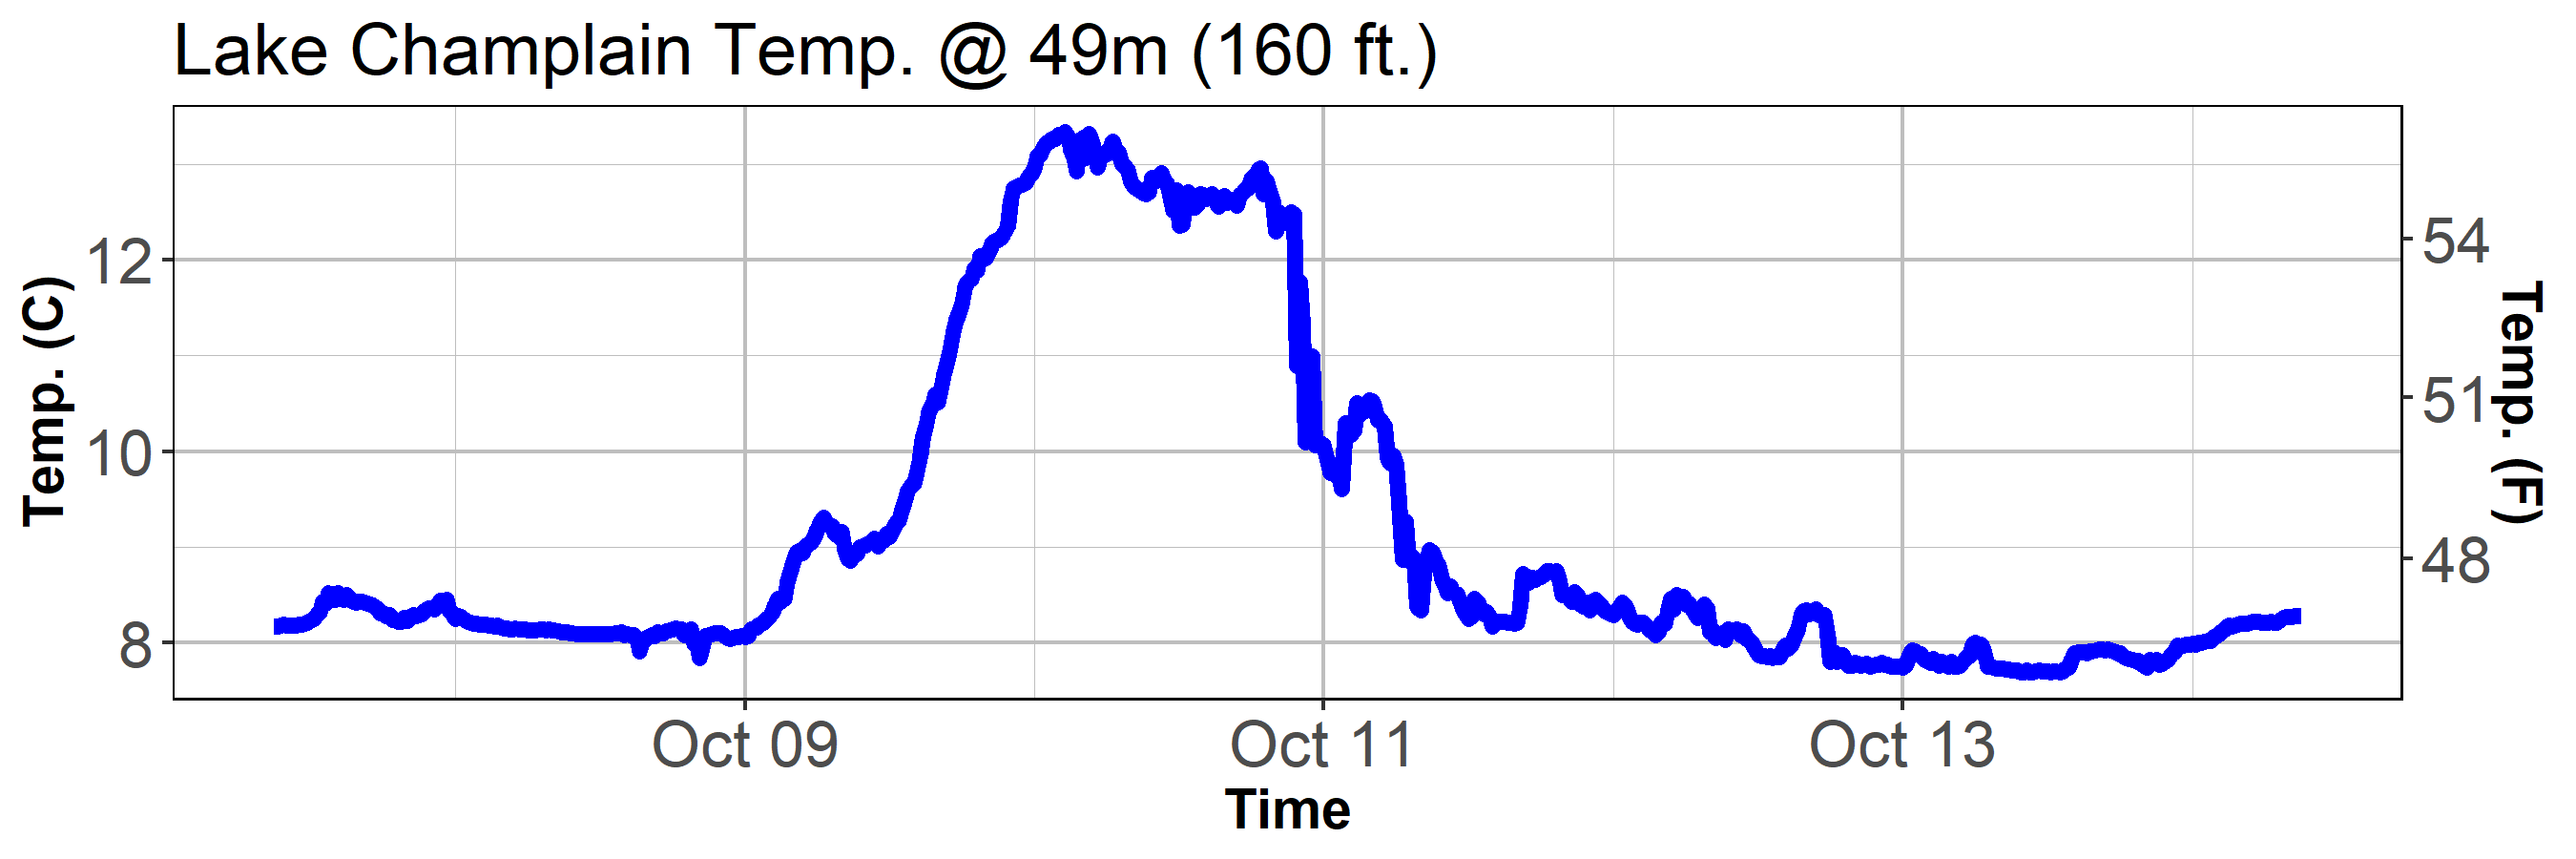 Lake Champlain Temp. @ 49m (160 ft.)
Temp. (C)
12
10
8
54
51
48
Temp. (F)
Oct 09
Oct 11
Oct 13
Time